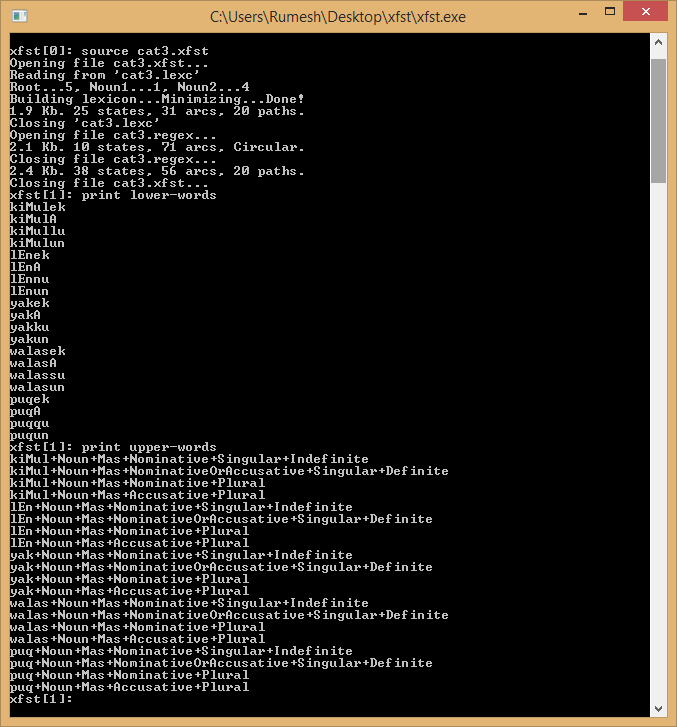 C:\Users\Rumesh\Desktop\xfst\xfst.exe
xfst[0]: source cat3.xfst
Opening file cat3.xfst...
Reading from 'cat3.lexc'
Root...5, Noun1...1, Noun2...4
Building lexicon...Minimizing...Done!
1.9 Kb. 25 states, 31 arcs, 20 paths.
Closing 'cat3.lexc'
Opening file cat3.regex...
2.1 Kb. 10 states, 71 arcs, Circular.
Closing file cat3.regex...
2.4 Kb. 38 states, 56 arcs, 20 paths.
Closing file cat3.xfst...
xfst[1]: print lower-words
kiMulek
kiMulA
kiMullu
kiMulun
lEnek
lEnA
lEnnu
lEnun
yakek
yakA
yakku
yakun
walasek
walasA
walassu
walasun
puqek
puqA
puqqu
puqun
xfst[1]: print upper-words
kiMul+Noun+Mas+Nominative+Singular+Indefinite
kiMul+Noun+Mas+NominativeOrAccusative+Singular+Definite
kiMul+Noun+Mas+Nominative+Plural
kiMul+Noun+Mas+Accusative+Plural
lEn+Noun+Mas+Nominative+Singular+Indefinite
lEn+Noun+Mas+NominativeOrAccusative+Singular+Definite
lEn+Noun+Mas+Nominative+Plural
lEn+Noun+Mas+Accusative+Plural
yak+Noun+Mas+Nominative+Singular+Indefinite
yak+Noun+Mas+NominativeOrAccusative+Singular+Definite
yak+Noun+Mas+Nominative+Plural
yak+Noun+Mas+Accusative+Plural
walas+Noun+Mas+Nominative+Singular+Indefinite
walas+Noun+Mas+NominativeOrAccusative+Singular+Definite
walas+Noun+Mas+Nominative+Plural
walas+Noun+Mas+Accusative+Plural
puq+Noun+Mas+Nominative+Singular+Indefinite
puq+Noun+Mas+NominativeOrAccusative+Singular+Definite
puq+Noun+Mas+Nominative+Plural
puq+Noun+Mas+Accusative+Plural
xfst[1]: